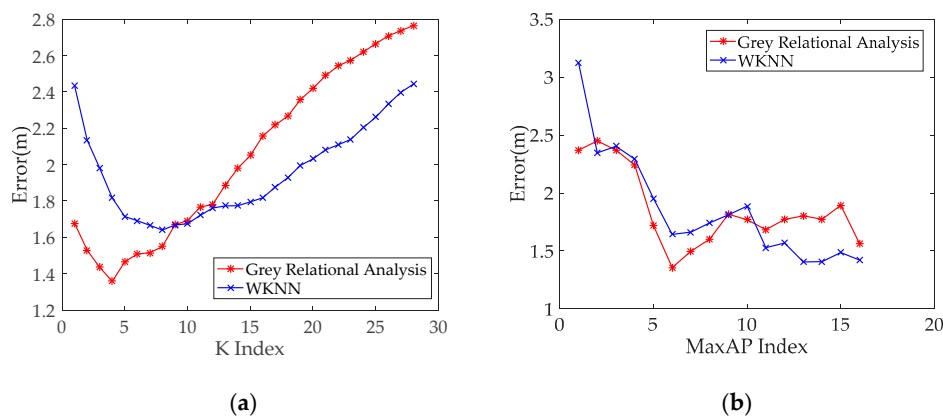 2.8
2.6
2.4
2.2
2
1.8
1.6
1.4
1.2
Error(m)
0 5 10 15 20 25 30
K Index
Grey Relational Analysis
WKNN
(a)
3.5
3
2.5
2
1.5
1
Error(m)
0 5 10 15 20
MaxAP Index
Grey Relational Analysis
WKNN
(b)